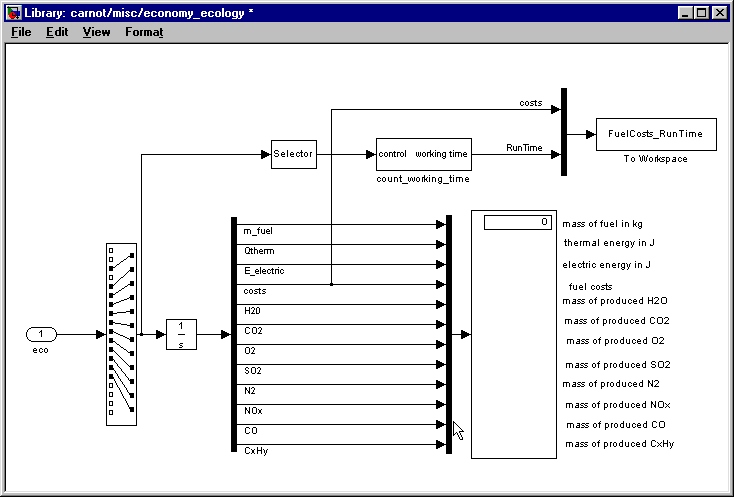 Library: carnot/misc/economy_ecology *
File Edit View Format
costs
FuelCosts_RunTime
To Workspace
Selector
control working time
RunTime
count_working_time
1
eco
1
s
m_fuel
Qtherm
E_electric
costs
H20
CO2
O2
SO2
N2
NOx
CO
CxHy
0
mass of fuel in kg
thermal energy in J
electric energy in J
fuel costs
mass of produced H2O
mass of produced CO2
mass of produced O2
mass of produced SO2
mass of produced N2
mass of produced NOx
mass of produced CO
mass of produced CxHy